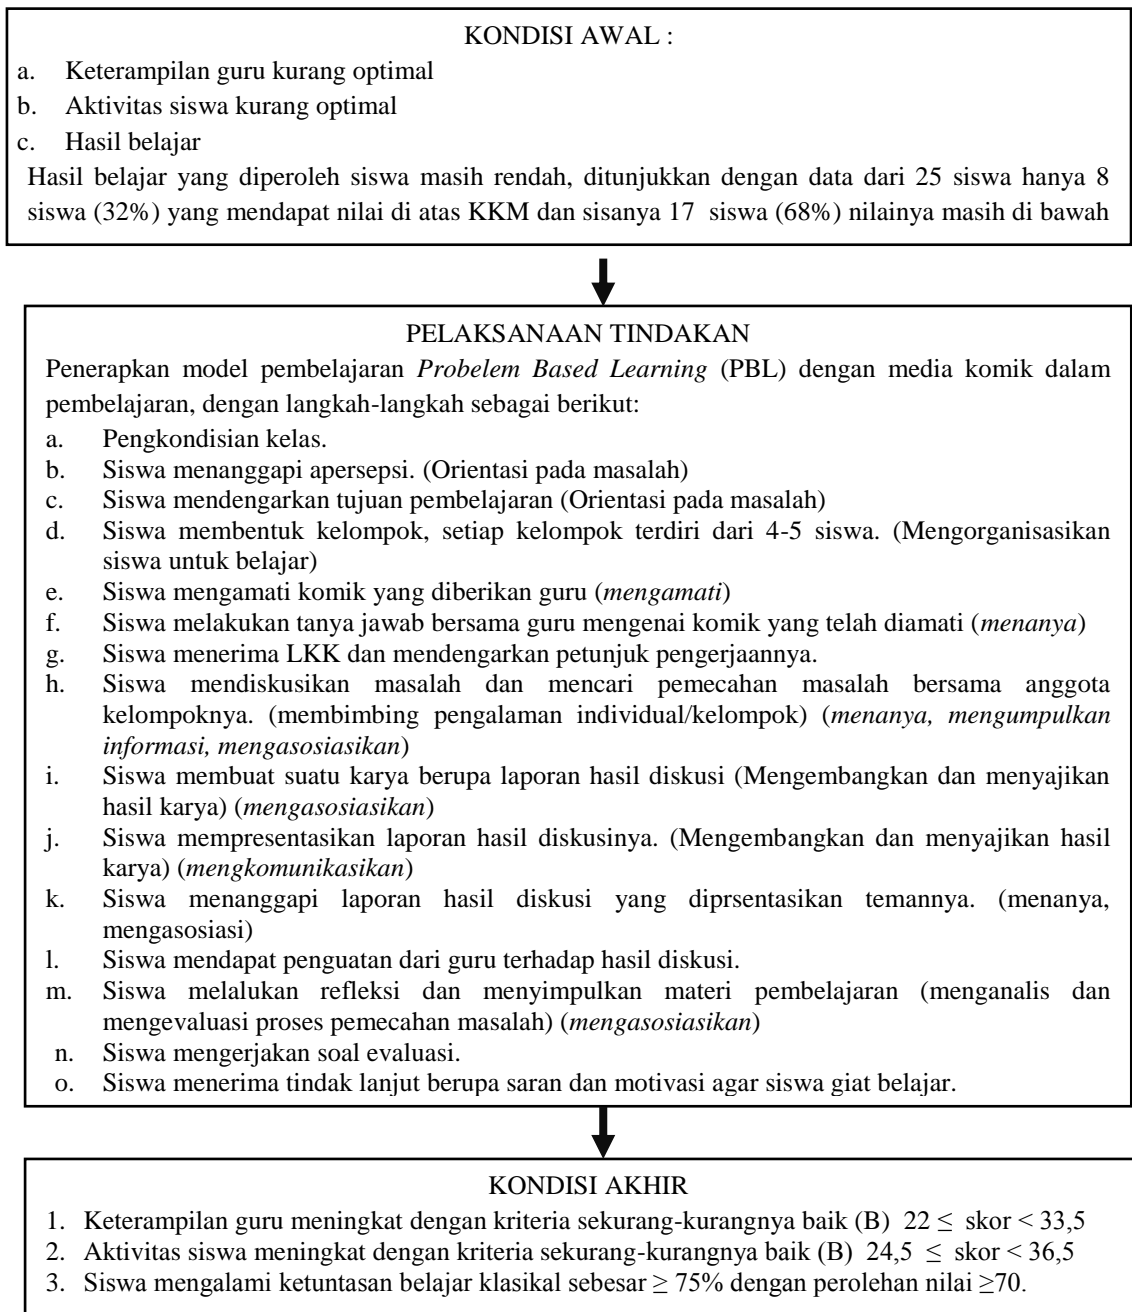 KONDISI AWAL :
a. Keterampilan guru kurang optimal
b. Aktivitas siswa kurang optimal
c. Hasil belajar
Hasil belajar yang diperoleh siswa masih rendah, ditunjukkan dengan data dari 25 siswa hanya 8
siswa (32%) yang mendapat nilai di atas KKM dan sisanya 17 siswa (68%) nilainya masih di bawah
PELAKSANAAN TINDAKAN
Penerapkan model pembelajaran Probelem Based Learning (PBL) dengan media komik dalam
pembelajaran, dengan langkah-langkah sebagai berikut:
a. Pengkondisian kelas.
b. Siswa menanggapi apersepsi. (Orientasi pada masalah)
c. Siswa mendengarkan tujuan pembelajaran (Orientasi pada masalah)
d. Siswa membentuk kelompok, setiap kelompok terdiri dari 4-5 siswa. (Mengorganisasikan
siswa untuk belajar)
e. Siswa mengamati komik yang diberikan guru (mengamati)
f. Siswa melakukan tanya jawab bersama guru mengenai komik yang telah diamati (menanya)
g. Siswa menerima LKK dan mendengarkan petunjuk pengerjaannya.
h. Siswa mendiskusikan masalah dan mencari pemecahan masalah bersama anggota
kelompoknya. (membimbing pengalaman individual/kelompok) (menanya, mengumpulkan
informasi, mengasosiasikan)
i. Siswa membuat suatu karya berupa laporan hasil diskusi (Mengembangkan dan menyajikan
hasil karya) (mengasosiasikan)
j. Siswa mempresentasikan laporan hasil diskusinya. (Mengembangkan dan menyajikan hasil
karya) (mengkomunikasikan)
k. Siswa menanggapi laporan hasil diskusi yang diprsentasikan temannya. (menanya,
mengasosiasi)
l. Siswa mendapat penguatan dari guru terhadap hasil diskusi.
m. Siswa melalukan refleksi dan menyimpulkan materi pembelajaran (menganalis dan
mengevaluasi proses pemecahan masalah) (mengasosiasikan)
n. Siswa mengerjakan soal evaluasi.
o. Siswa menerima tindak lanjut berupa saran dan motivasi agar siswa giat belajar.
KONDISI AKHIR
1. Keterampilan guru meningkat dengan kriteria sekurang-kurangnya baik (B) 22 ≤ skor < 33,5
2. Aktivitas siswa meningkat dengan kriteria sekurang-kurangnya baik (B) 24,5 ≤ skor < 36,5
3. Siswa mengalami ketuntasan belajar klasikal sebesar ≥ 75% dengan perolehan nilai ≥70.